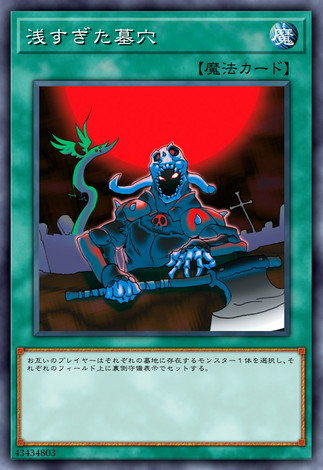 浅すぎた墓穴
魔
【魔法カード】
お互いのプレイヤーはそれぞれの墓地に存在するモンスター１体を選択し、そ
れぞれのフィールド上に裏側守備表示でセットする。
43434803